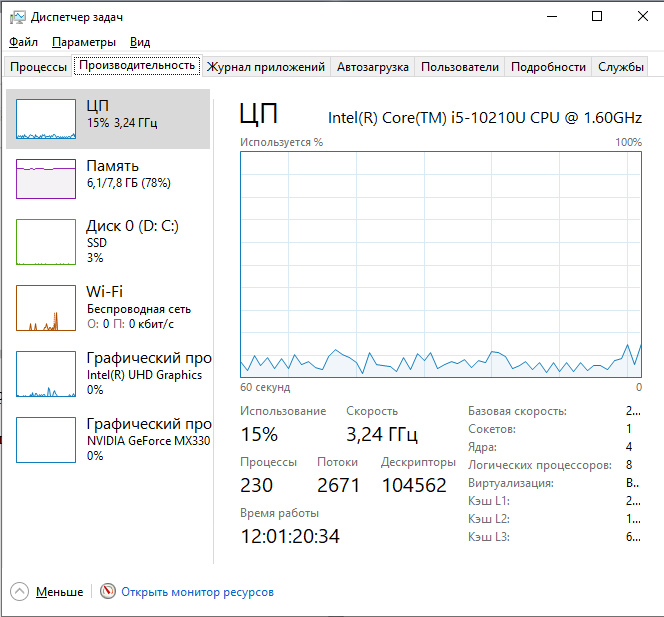 Диспетчер задач
Файл Параметры Вид
Процессы Производительность Журнал приложений Автозагрузка Пользователи Подробности Службы
ЦП
15% 3,24 ГГц
Память
6,1/7,8 ГБ (78%)
Диск 0 (D: C:)
SSD
3%
Wi-Fi
Беспроводная сеть
О: 0 П: 0 кбит/с
Графический про
Intel(R) UHD Graphics
0%
Графический про
NVIDIA GeForce MX330
0%
ЦП Intel(R) Core(TM) i5-10210U CPU @ 1.60GHz
Используется % 100%
60 секунд 0
Использование Скорость
15% 3,24 ГГц
Процессы Потоки Дескрипторы
230 2671 104562
Время работы
12:01:20:34
Базовая скорость: 2...
Сокетов: 1
Ядра: 4
Логических процессоров: 8
Виртуализация: В..
Кэш L1: 2...
Кэш L2: 1...
Кэш L3: 6...
Меньше Открыть монитор ресурсов